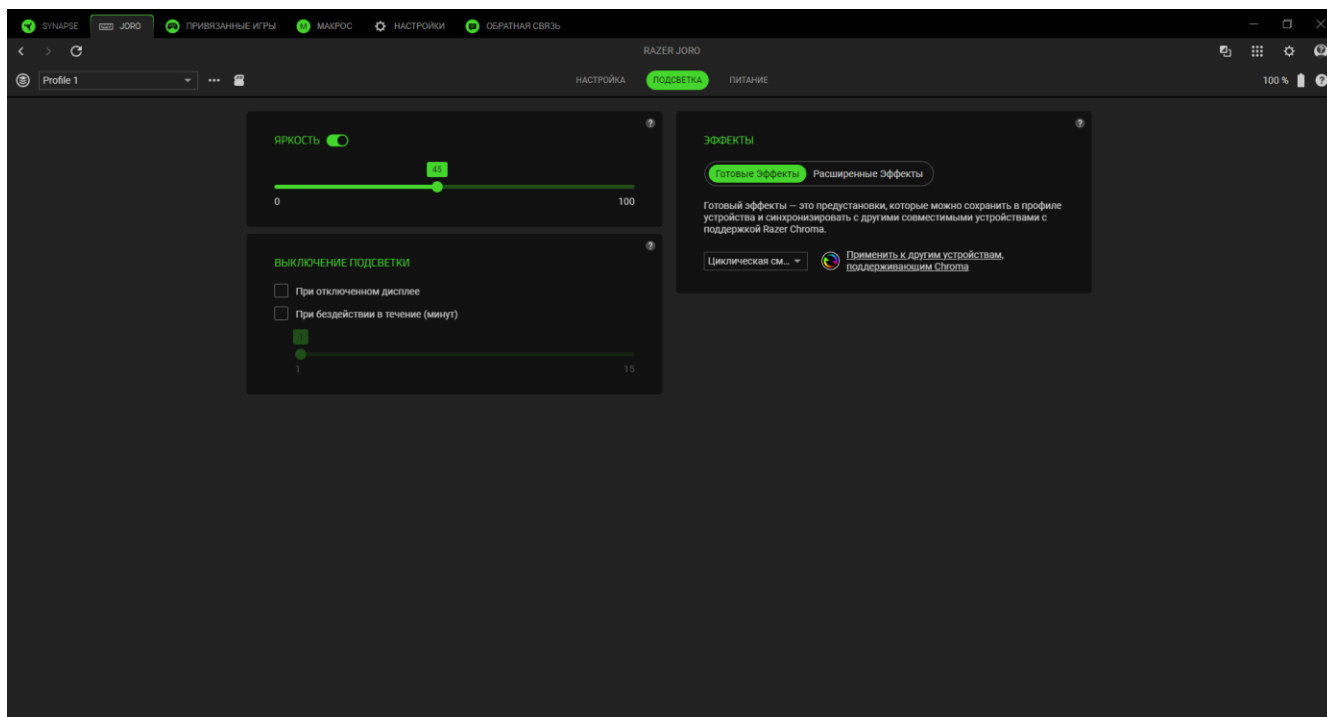 SYNAPSE JORO ПРИВЯЗАННЫЕ ИГРЫ M МАКРОС НАСТРОЙКИ ОБРАТНАЯ СВЯЗЬ
RAZER JORO
Profile 1 НАСТРОЙКА ПОДСВЕТКА ПИТАНИЕ 100 %
ЯРКОСТЬ
45
0 100
ВЫКЛЮЧЕНИЕ ПОДСВЕТКИ
При отключенном дисплее
При бездействии в течение (минут)
1
1 15
ЭФФЕКТЫ
Готовые Эффекты Расширенные Эффекты
Готовый эффекты — это предустановки, которые можно сохранить в профиле
устройства и синхронизировать с другими совместимыми устройствами с
поддержкой Razer Chroma.
Циклическая см...
Применить к другим устройствам,
поддерживающим Chroma